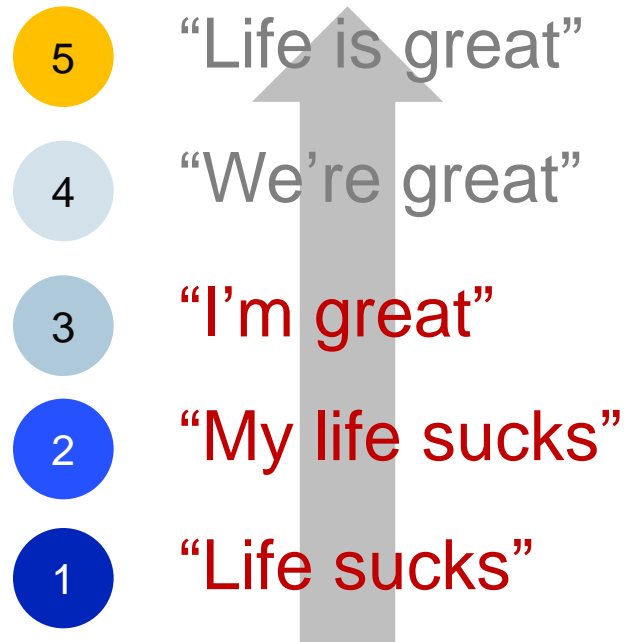 5 “Life is great”
4 “We’re great”
3 “I’m great”
2 “My life sucks”
1 “Life sucks”